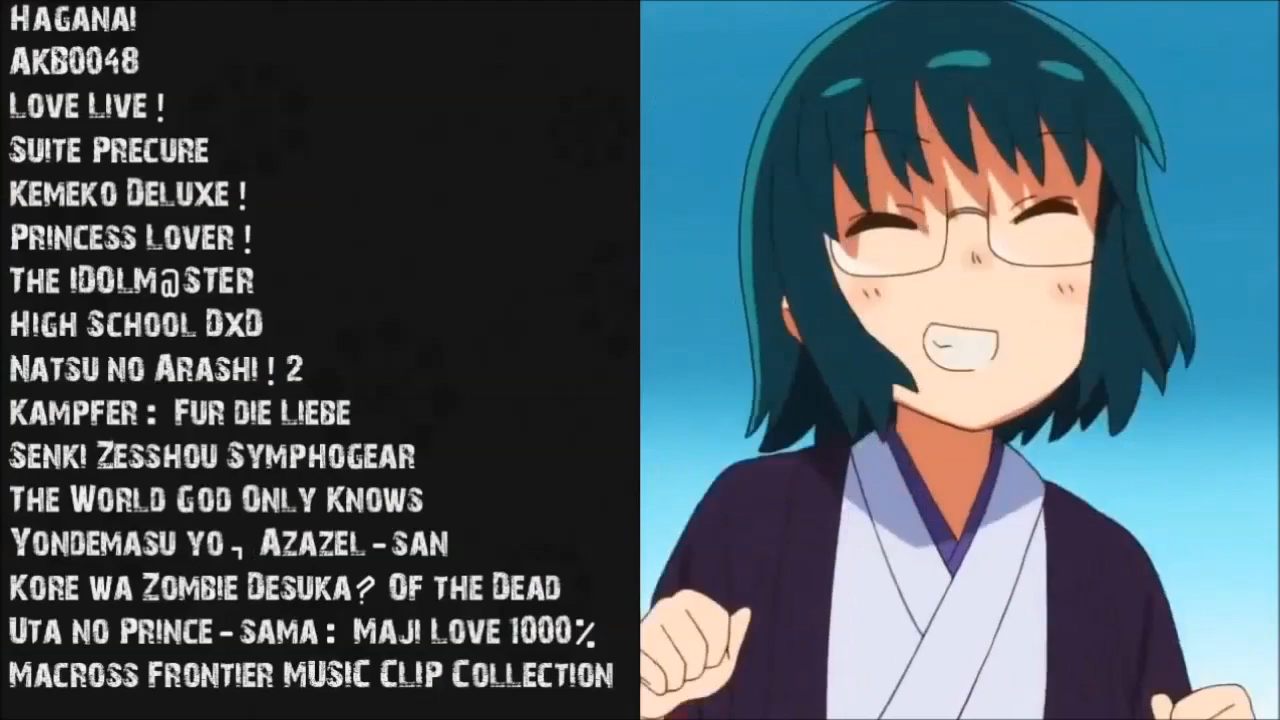 Haganai
AKB0048
Love Live !
Suite Precure
Kemeko Deluxe !
Princess Lover !
The iDOLM@STER
High School DxD
Natsu no Arashi ! 2
Kampfer : Fur die Liebe
Senki Zesshou Symphogear
The World God Only Knows
Yondemasu yo , Azazel - san
Kore wa Zombie Desuka? Of the Dead
Uta no Prince - sama : Maji Love 1000%
Macross Frontier MUSIC CLIP Collection